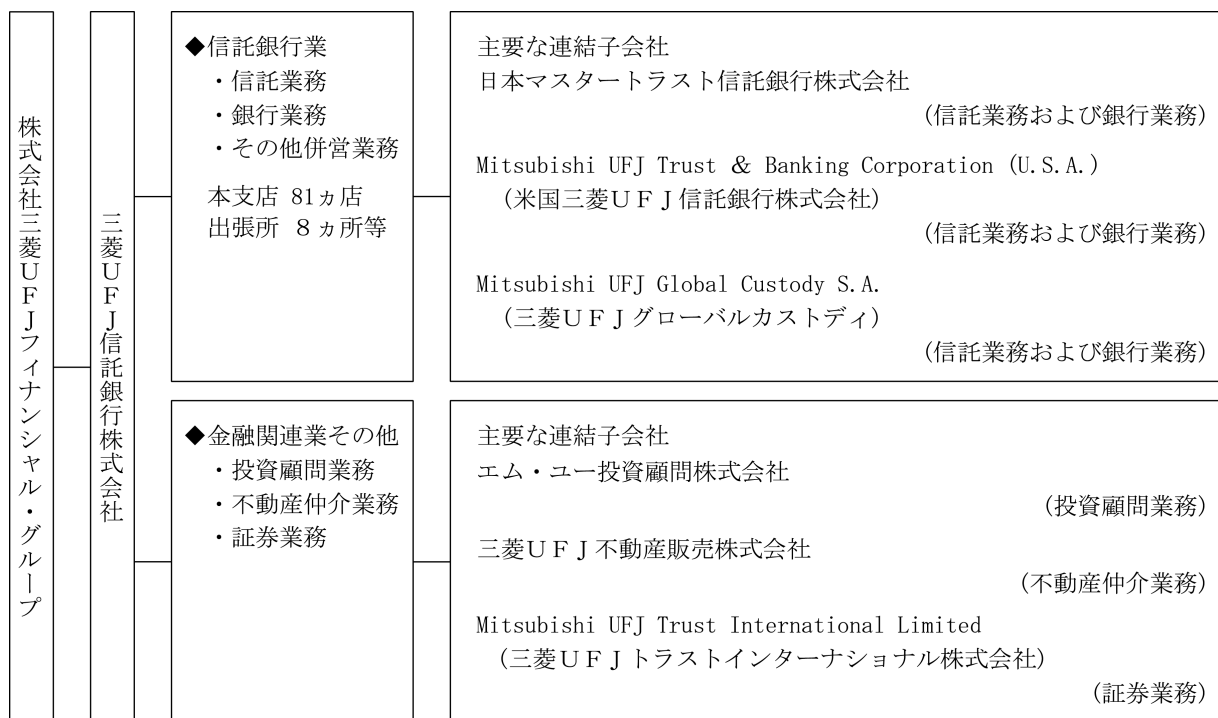 株式会社三菱UFJフィナンシャル・グループ
三菱UFJ信託銀行株式会社
◆信託銀行業
・信託業務
・銀行業務
・その他併営業務
本支店 81ヵ店
出張所 8ヵ所等
主要な連結子会社
日本マスタートラスト信託銀行株式会社
(信託業務および銀行業務)
Mitsubishi UFJ Trust & Banking Corporation (U.S.A.)
(米国三菱UFJ信託銀行株式会社)
(信託業務および銀行業務)
Mitsubishi UFJ Global Custody S.A.
(三菱UFJグローバルカストディ)
(信託業務および銀行業務)
◆金融関連業その他
・投資顧問業務
・不動産仲介業務
・証券業務
主要な連結子会社
エム・ユー投資顧問株式会社
(投資顧問業務)
三菱UFJ不動産販売株式会社
(不動産仲介業務)
Mitsubishi UFJ Trust International Limited
(三菱UFJトラストインターナショナル株式会社)
(証券業務)